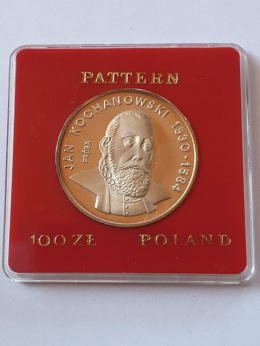 PATTERN
JAN KOCHANOWSKI 1530-1584
PRÓBA
100 ZŁ POLAND